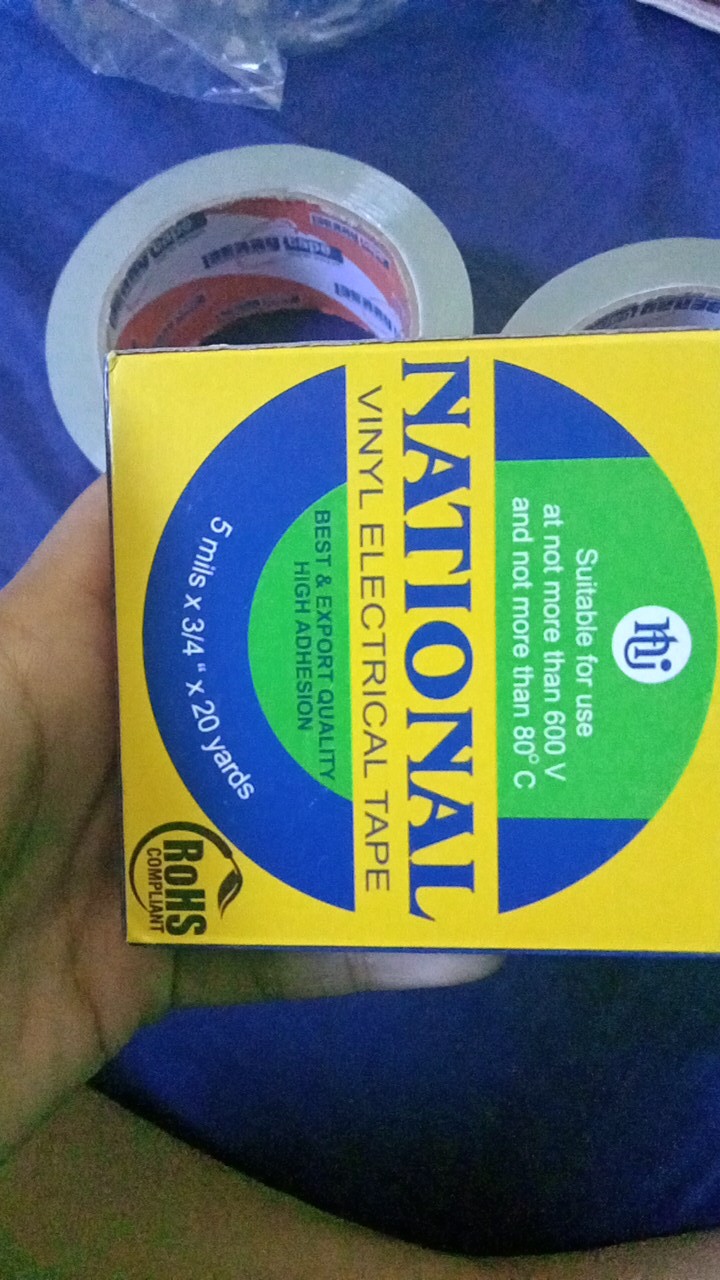 Suitable for use
at not more than 600 V
and not more than 80° C
NATIONAL
VINYL ELECTRICAL TAPE
BEST & EXPORT QUALITY
HIGH ADHESION
5 mils x 3/4 " x 20 yards
RoHS
COMPLIANT